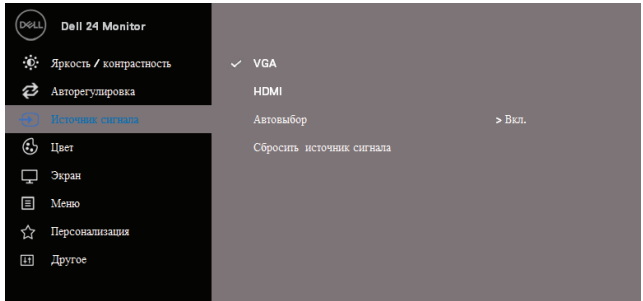 DELL Dell 24 Monitor
Яркость / контрастность
VGA
Авторегулировка
HDMI
Источник сигнала
Автовыбор > Вкл.
Цвет
Сбросить источник сигнала
Экран
Меню
Персонализация
Другое